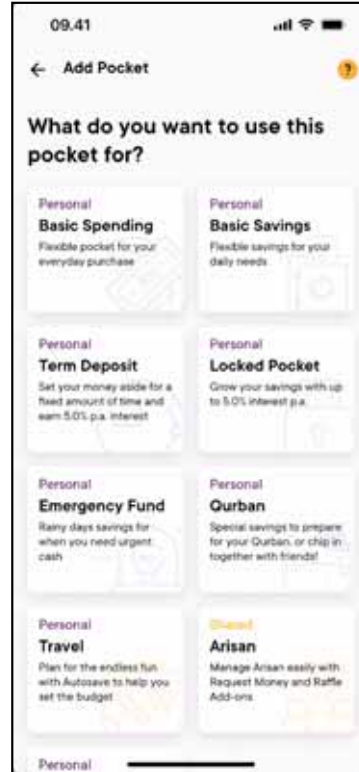 09.41
Add Pocket
?
What do you want to use this
pocket for?
Personal
Basic Spending
Flexible pocket for your
everyday purchase
Personal
Basic Savings
Flexible savings for your
daily needs
Personal
Term Deposit
Set your money aside for a
fixed amount of time and
earn 5.0% p.a. interest
Personal
Locked Pocket
Grow your savings with up
to 5.0% interest p.a.
Personal
Emergency Fund
Rainy days savings for
when you need urgent
cash
Personal
Qurban
Special savings to prepare
for your Qurban, or chip in
together with friends!
Personal
Travel
Plan for the endless fun
with Autosave to help you
set the budget
Shared
Arisan
Manage Arisan easily with
Request Money and Raffle
Add-ons
Personal